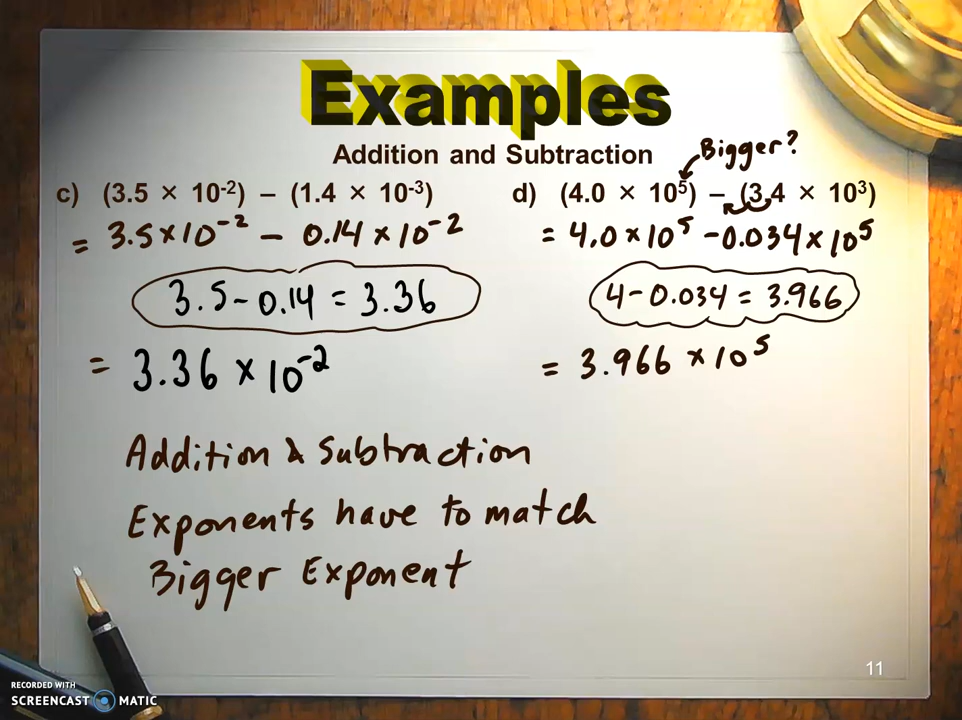 Examples
Addition and Subtraction
Bigger?
c) (3.5 × 10⁻²) – (1.4 × 10⁻³)
= 3.5 × 10⁻² – 0.14 × 10⁻²
3.5 – 0.14 = 3.36
= 3.36 × 10⁻²
d) (4.0 × 10⁵) – (3.4 × 10³)
= 4.0 × 10⁵ – 0.034 × 10⁵
4 – 0.034 = 3.966
= 3.966 × 10⁵
Addition & Subtraction
Exponents have to match
Bigger Exponent
11
RECORDED WITH
SCREENCAST MATIC